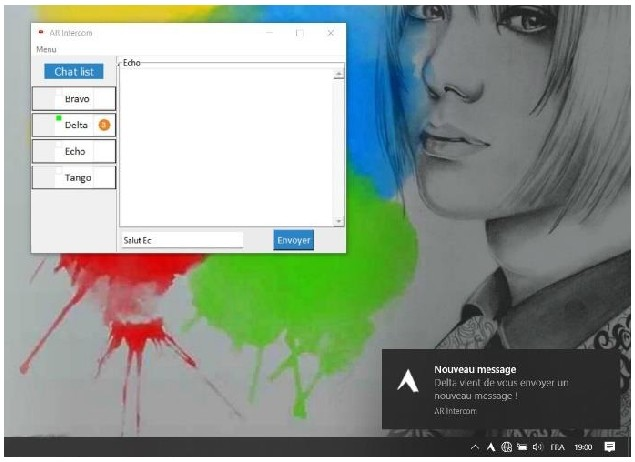 AR Intercom
Menu
Chat list
Echo
Bravo
Delta
Echo
Tango
Salut Ec
Envoyer
Nouveau message
Delta vient de vous envoyer un
nouveau message !
AR Intercom
FRA 19:00